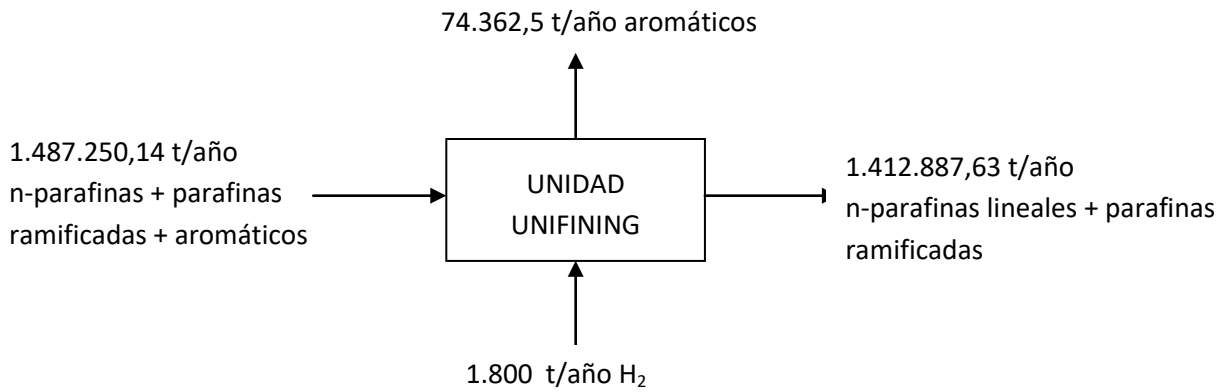 74.362,5 t/año aromáticos
1.487.250,14 t/año
n-parafinas + parafinas
ramificadas + aromáticos
UNIDAD
UNIFINING
1.412.887,63 t/año
n-parafinas lineales + parafinas
ramificadas
1.800 t/año H₂